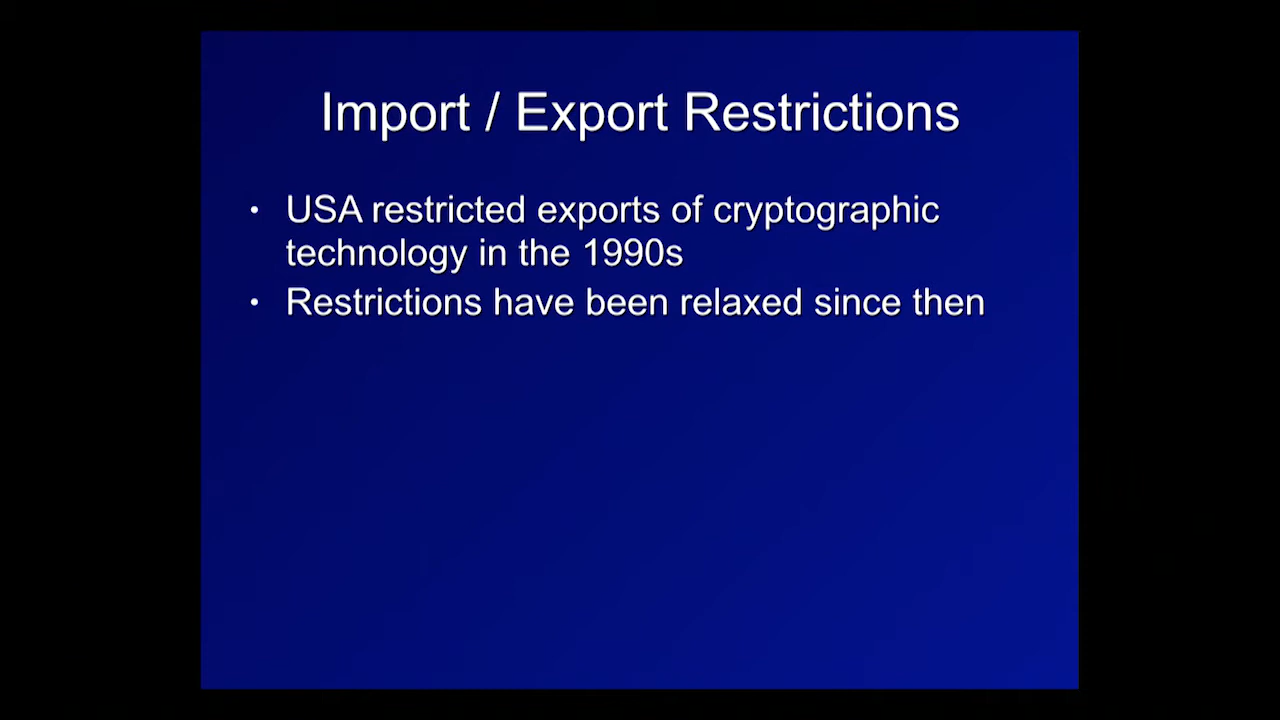 Import / Export Restrictions
• USA restricted exports of cryptographic
technology in the 1990s
• Restrictions have been relaxed since then